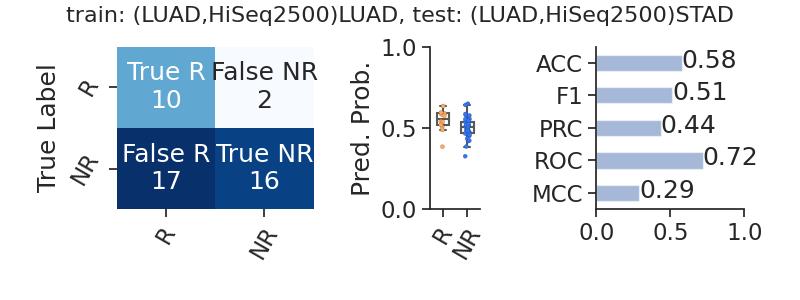 train: (LUAD,HiSeq2500)LUAD, test: (LUAD,HiSeq2500)STAD
True Label
R
NR
True R
10
False NR
2
False R
17
True NR
16
R
NR
Pred. Prob.
1.0
0.5
0.0
R
NR
ACC
0.58
F1
0.51
PRC
0.44
ROC
0.72
MCC
0.29
0.0
0.5
1.0